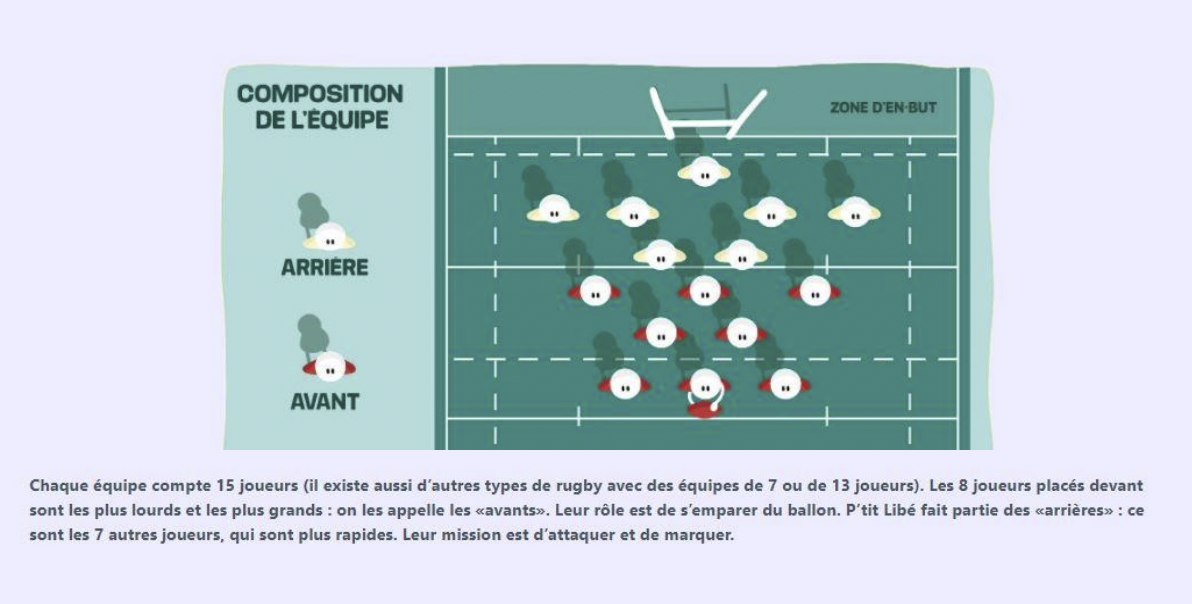 COMPOSITION
DE L'ÉQUIPE
ZONE D'EN-BUT
ARRIÈRE
AVANT
Chaque équipe compte 15 joueurs (il existe aussi d'autres types de rugby avec des équipes de 7 ou de 13 joueurs). Les 8 joueurs placés devant
sont les plus lourds et les plus grands : on les appelle les «avants». Leur rôle est de s'emparer du ballon. P'tit Libé fait partie des «arrières» : ce
sont les 7 autres joueurs, qui sont plus rapides. Leur mission est d'attaquer et de marquer.